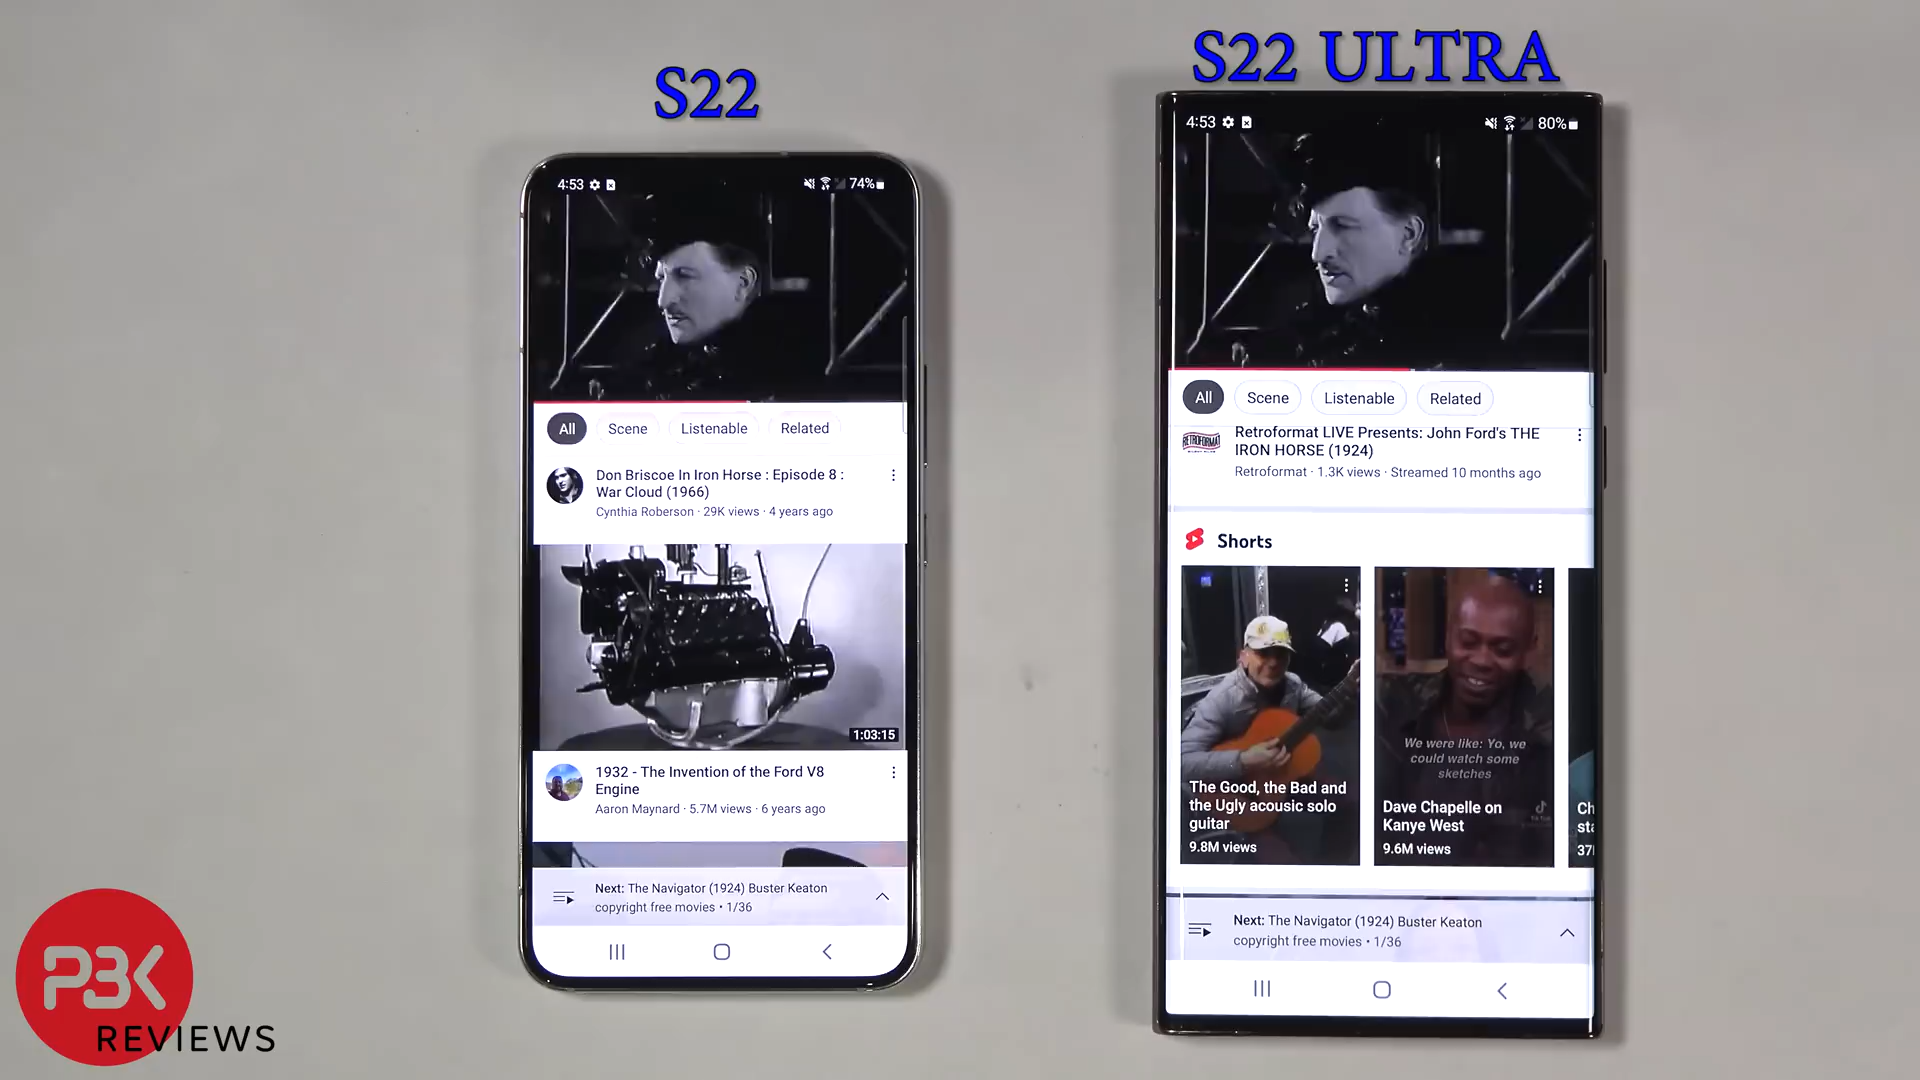 S22
S22 ULTRA
4:53
74%
All
Scene
Listenable
Related
Don Briscoe In Iron Horse : Episode 8 :
War Cloud (1966)
Cynthia Roberson · 29K views · 4 years ago
1:03:15
1932 - The Invention of the Ford V8
Engine
Aaron Maynard · 5.7M views · 6 years ago
Next: The Navigator (1924) Buster Keaton
copyright free movies • 1/36
4:53
80%
All
Scene
Listenable
Related
RETROFORMAT
Retroformat LIVE Presents: John Ford's THE
IRON HORSE (1924)
Retroformat · 1.3K views · Streamed 10 months ago
Shorts
The Good, the Bad and
the Ugly acousic solo
guitar
9.8M views
We were like: Yo, we
could watch some
sketches
Dave Chapelle on
Kanye West
9.6M views
Ch
sta
37
Next: The Navigator (1924) Buster Keaton
copyright free movies • 1/36
P3K
REVIEWS